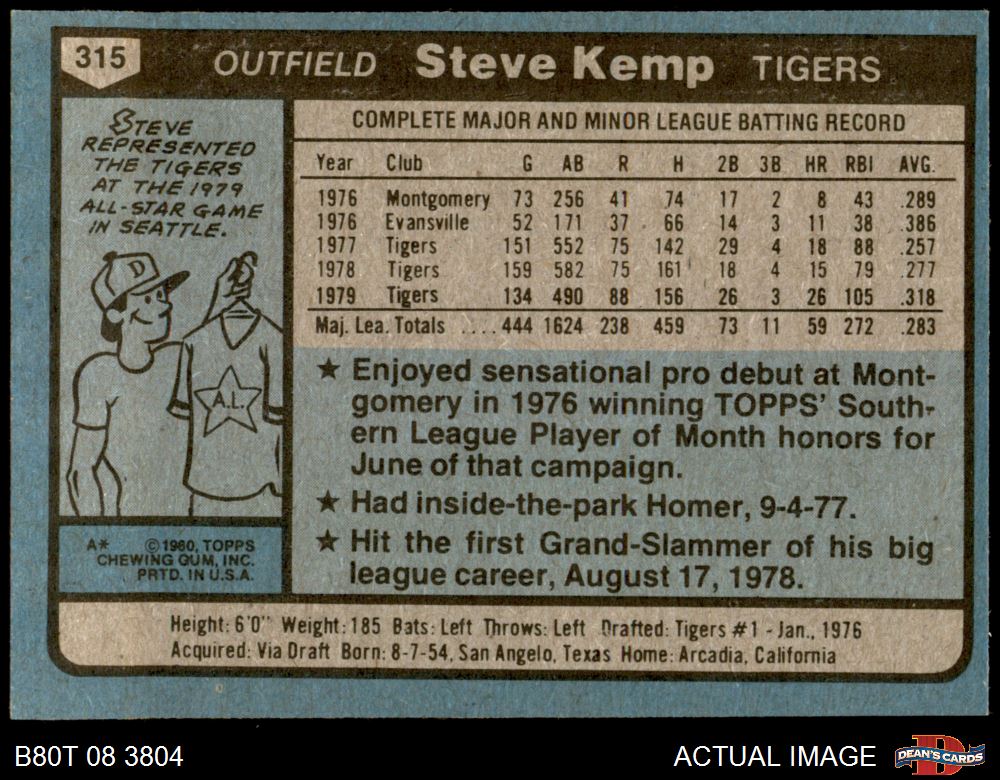 315 OUTFIELD Steve Kemp TIGERS
STEVE
REPRESENTED
THE TIGERS
AT THE 1979
ALL-STAR GAME
IN SEATTLE.
D
A.L.
A* © 1980, TOPPS
CHEWING GUM, INC.
PRTD. IN U.S.A.
COMPLETE MAJOR AND MINOR LEAGUE BATTING RECORD
Year Club G AB R H 2B 3B HR RBI AVG.
1976 Montgomery 73 256 41 74 17 2 8 43 .289
1976 Evansville 52 171 37 66 14 3 11 38 .386
1977 Tigers 151 552 75 142 29 4 18 88 .257
1978 Tigers 159 582 75 161 18 4 15 79 .277
1979 Tigers 134 490 88 156 26 3 26 105 .318
Maj. Lea. Totals .... 444 1624 238 459 73 11 59 272 .283
★ Enjoyed sensational pro debut at Mont-
gomery in 1976 winning TOPPS' South-
ern League Player of Month honors for
June of that campaign.
★ Had inside-the-park Homer, 9-4-77.
★ Hit the first Grand-Slammer of his big
league career, August 17, 1978.
Height: 6'0" Weight: 185 Bats: Left Throws: Left Drafted: Tigers #1 - Jan., 1976
Acquired: Via Draft Born: 8-7-54, San Angelo, Texas Home: Arcadia, California
B80T 08 3804 ACTUAL IMAGE D DEAN'S CARDS